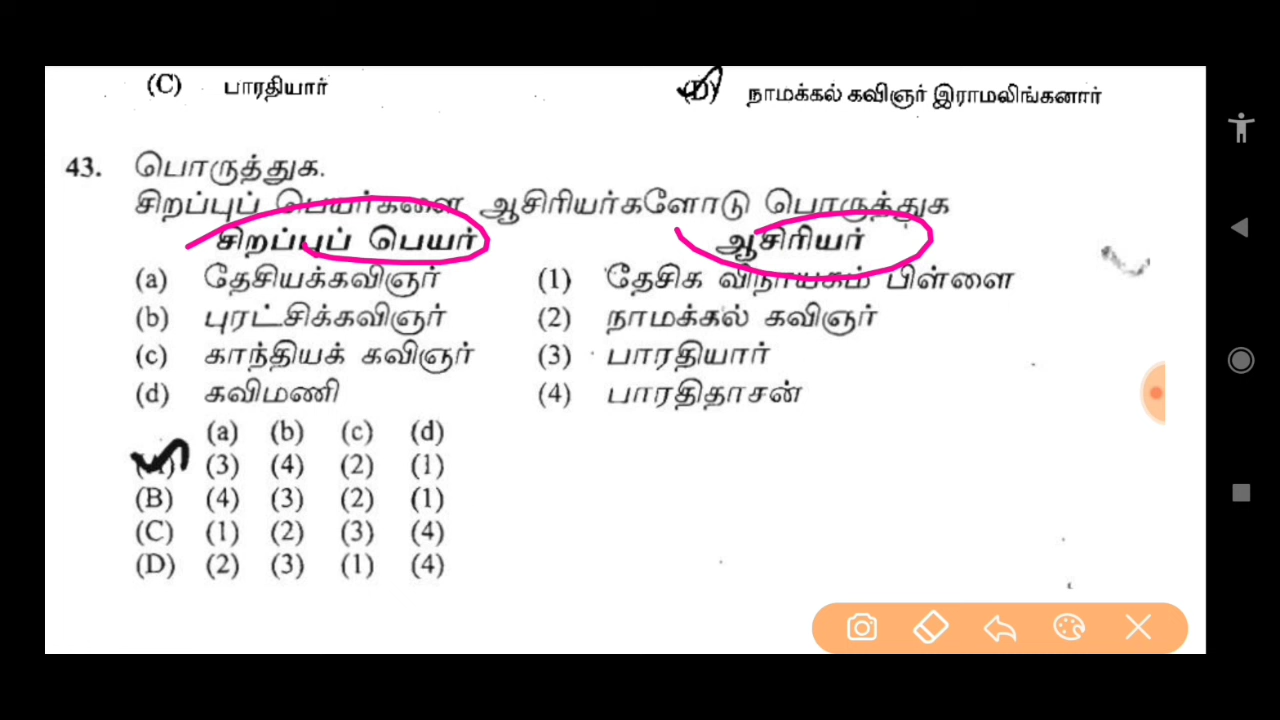 (C) பாரதியார் (D) நாமக்கல் கவிஞர் இராமலிங்கனார்
43. பொருத்துக.
சிறப்புப் பெயர்களை ஆசிரியர்களோடு பொருத்துக
சிறப்புப் பெயர் ஆசிரியர்
(a) தேசியக்கவிஞர் (1) தேசிக விநாயகம் பிள்ளை
(b) புரட்சிக்கவிஞர் (2) நாமக்கல் கவிஞர்
(c) காந்தியக் கவிஞர் (3) பாரதியார்
(d) கவிமணி (4) பாரதிதாசன்
(a) (b) (c) (d)
(A) (3) (4) (2) (1)
(B) (4) (3) (2) (1)
(C) (1) (2) (3) (4)
(D) (2) (3) (1) (4)